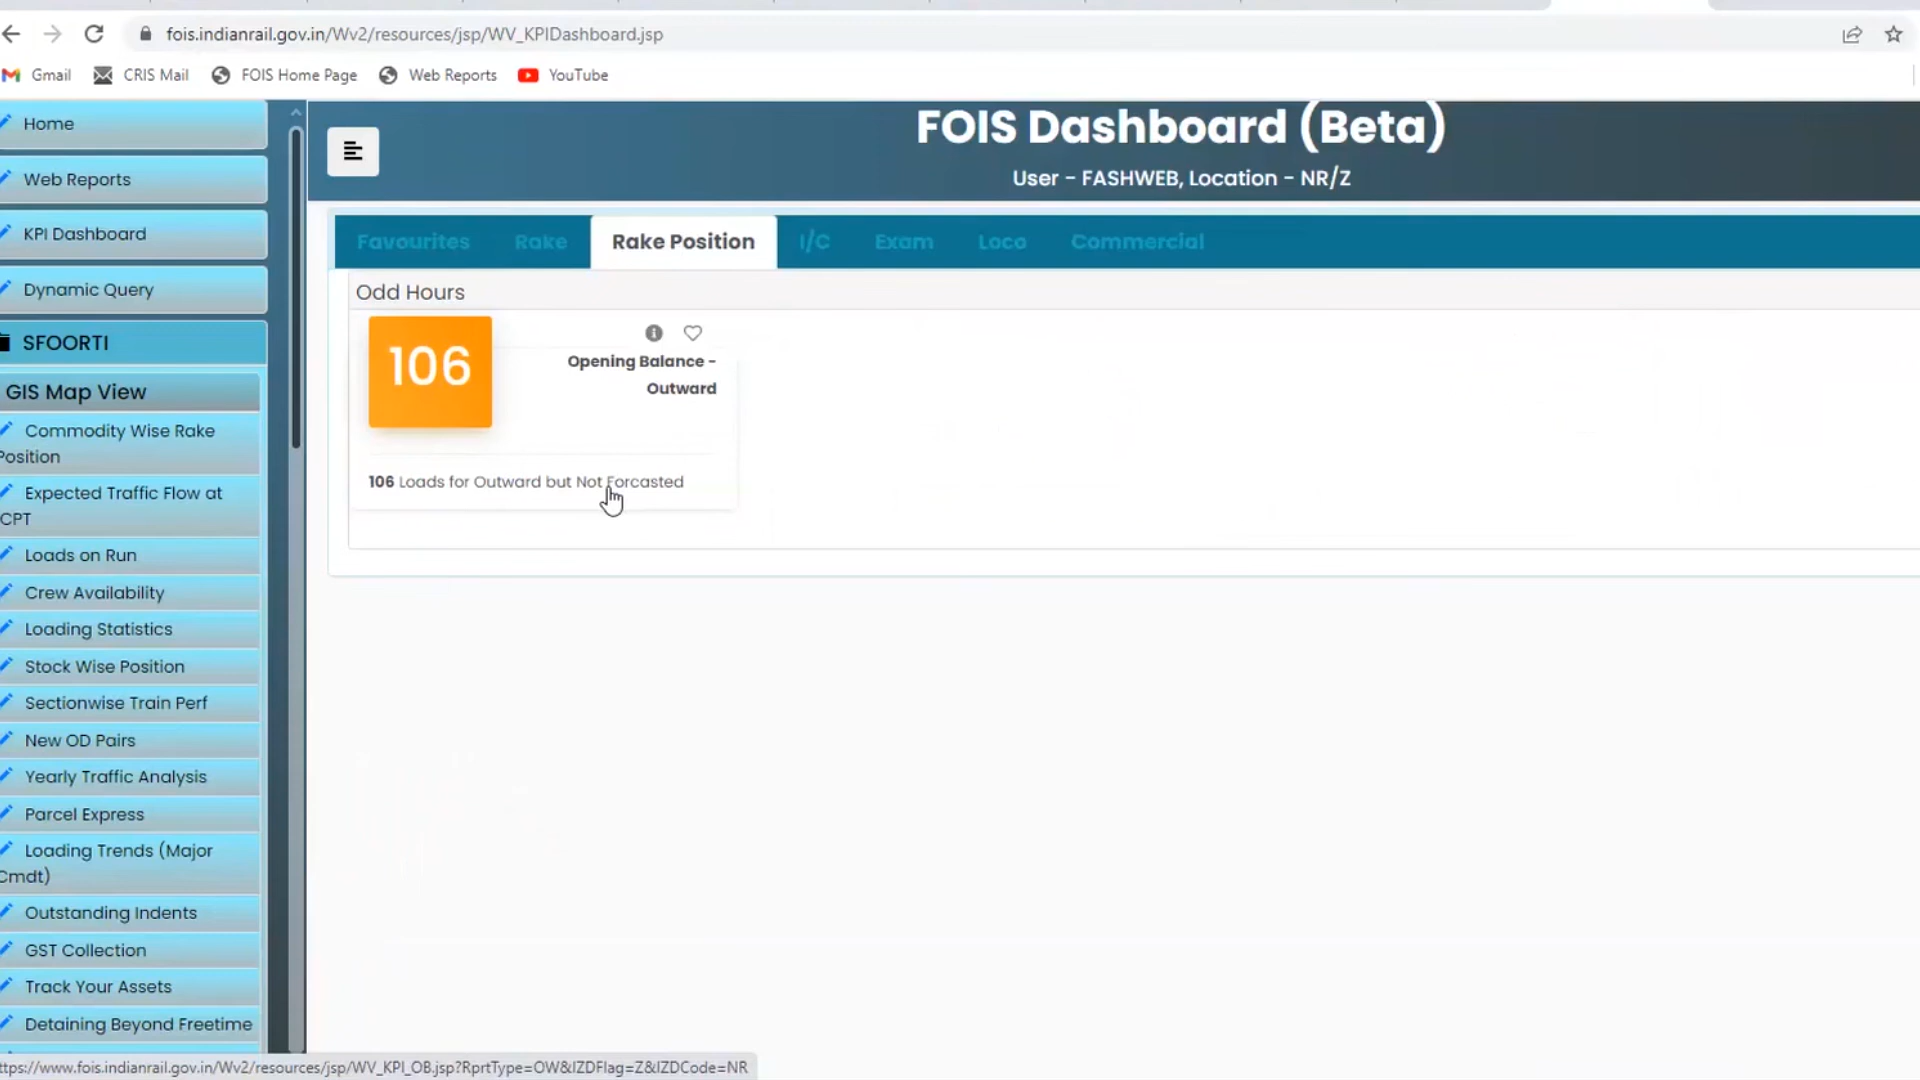 fois.indianrail.gov.in/Wv2/resources/jsp/WV_KPIDashboard.jsp
Gmail CRIS Mail FOIS Home Page Web Reports YouTube
Home
Web Reports
KPI Dashboard
Dynamic Query
SFOORTI
GIS Map View
Commodity Wise Rake
Position
Expected Traffic Flow at
CPT
Loads on Run
Crew Availability
Loading Statistics
Stock Wise Position
Sectionwise Train Perf
New OD Pairs
Yearly Traffic Analysis
Parcel Express
Loading Trends (Major
Cmdt)
Outstanding Indents
GST Collection
Track Your Assets
Detaining Beyond Freetime
FOIS Dashboard (Beta)
User - FASHWEB, Location - NR/Z
Favourites Rake Rake Position I/C Exam Loco Commercial
Odd Hours
106
Opening Balance -
Outward
106 Loads for Outward but Not Forcasted
ttps://www.fois.indianrail.gov.in/Wv2/resources/jsp/WV_KPI_OB.jsp?RprtType=OW&IZDFlag=Z&IZDCode=NR